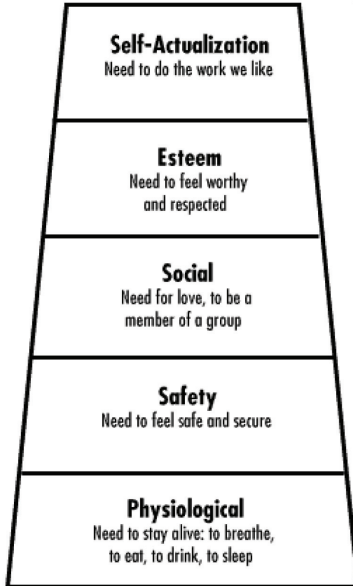 Self-Actualization
Need to do the work we like
Esteem
Need to feel worthy
and respected
Social
Need for love, to be a
member of a group
Safety
Need to feel safe and secure
Physiological
Need to stay alive: to breathe,
to eat, to drink, to sleep